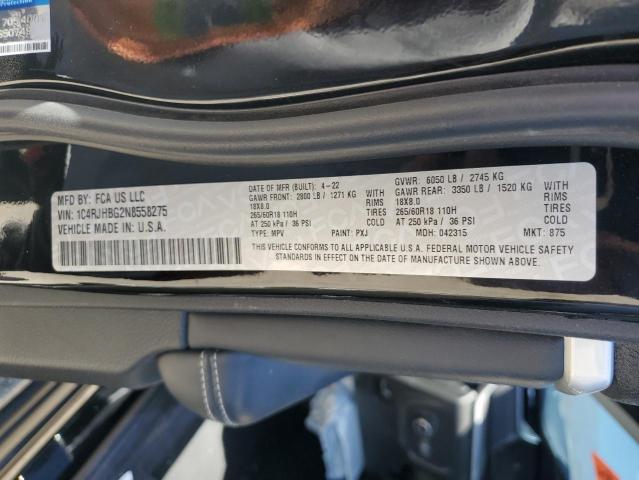 Protection
MFD BY: FCA US LLC
VIN: 1C4RJHBG2N8558275
VEHICLE MADE IN: U.S.A.
DATE OF MFR (BUILT): 4-22
GAWR FRONT: 2800 LB / 1271 KG
18X8.0
265/60R18 110H
AT 250 kPa / 36 PSI
TYPE: MPV
PAINT: PXJ
WITH
RIMS
TIRES
COLD
GVWR: 6050 LB / 2745 KG
GAWR REAR: 3350 LB / 1520 KG
18X8.0
265/60R18 110H
AT 250 kPa / 36 PSI
MDH: 042315
WITH
RIMS
TIRES
COLD
MKT: 875
THIS VEHICLE CONFORMS TO ALL APPLICABLE U.S.A. FEDERAL MOTOR VEHICLE SAFETY
STANDARDS IN EFFECT ON THE DATE OF MANUFACTURE SHOWN ABOVE.